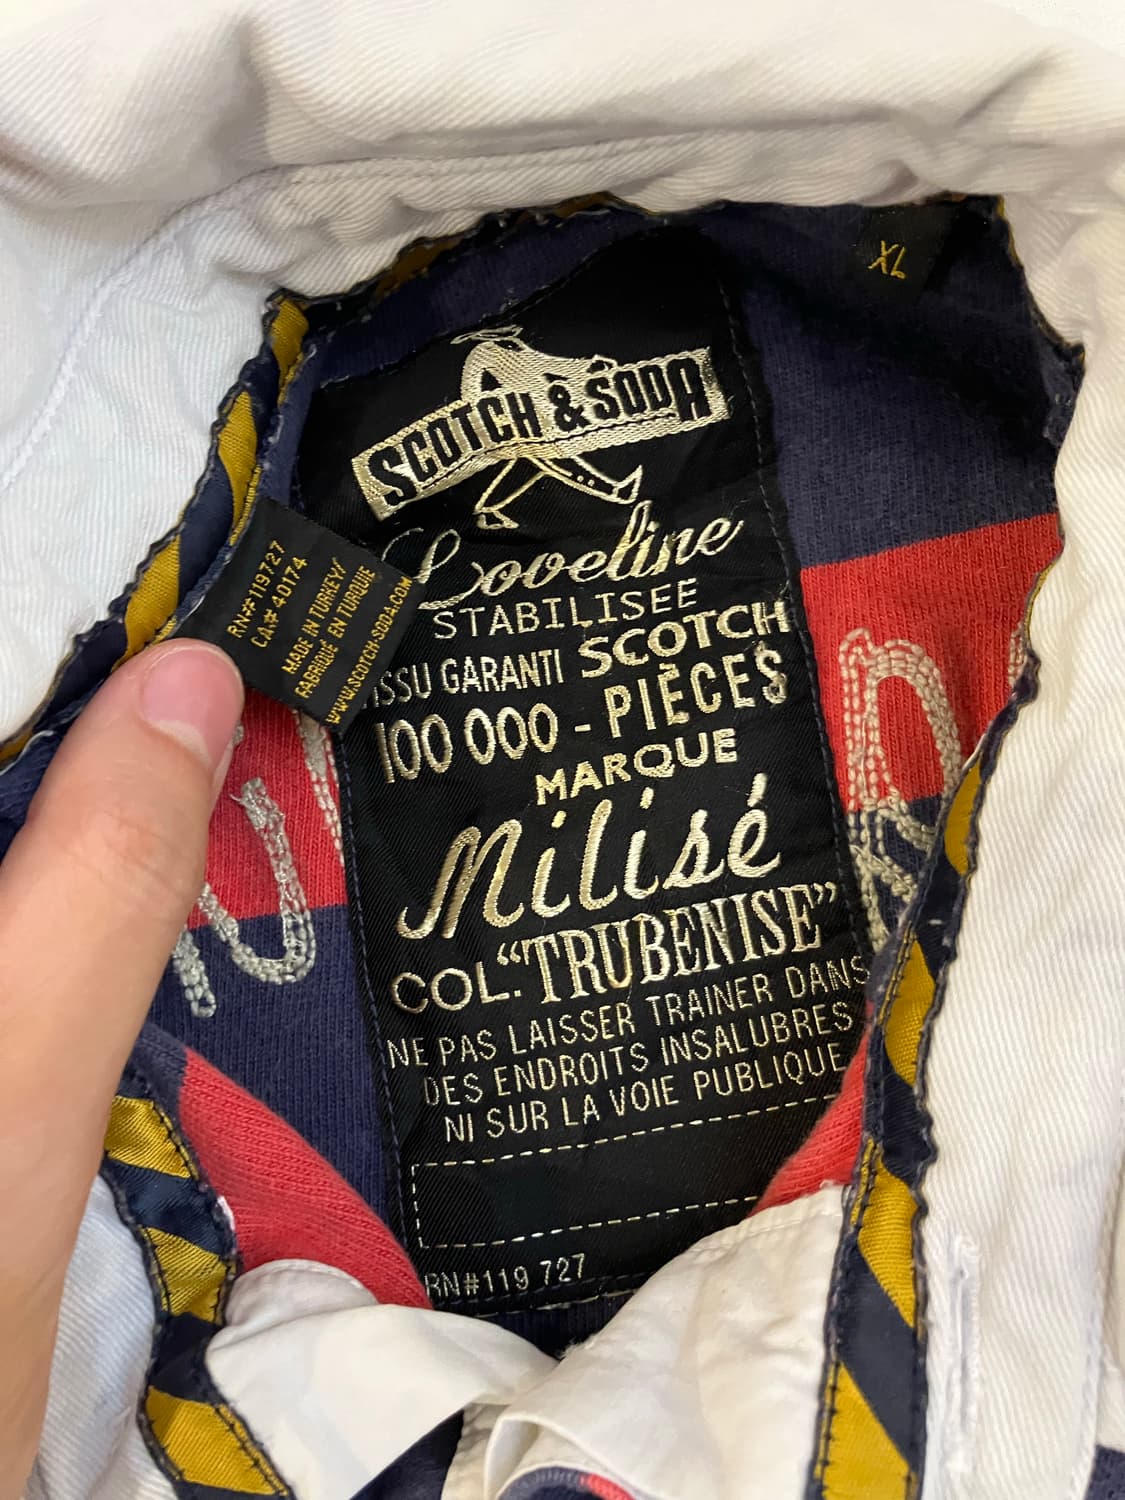 XL
SCOTCH & SODA
Looveline
STABILISEE
ISSU GARANTI SCOTCH
100 000 - PIÈCES
MARQUE
Milisé
COL. “TRUBENISE”
NE PAS LAISSER TRAINER DANS
DES ENDROITS INSALUBRES
NI SUR LA VOIE PUBLIQUE
RN#119 727
RN# 119727
CA# 40174
MADE IN TURKEY/
FABRIQUE EN TURQUIE
WWW.SCOTCH-SODA.COM